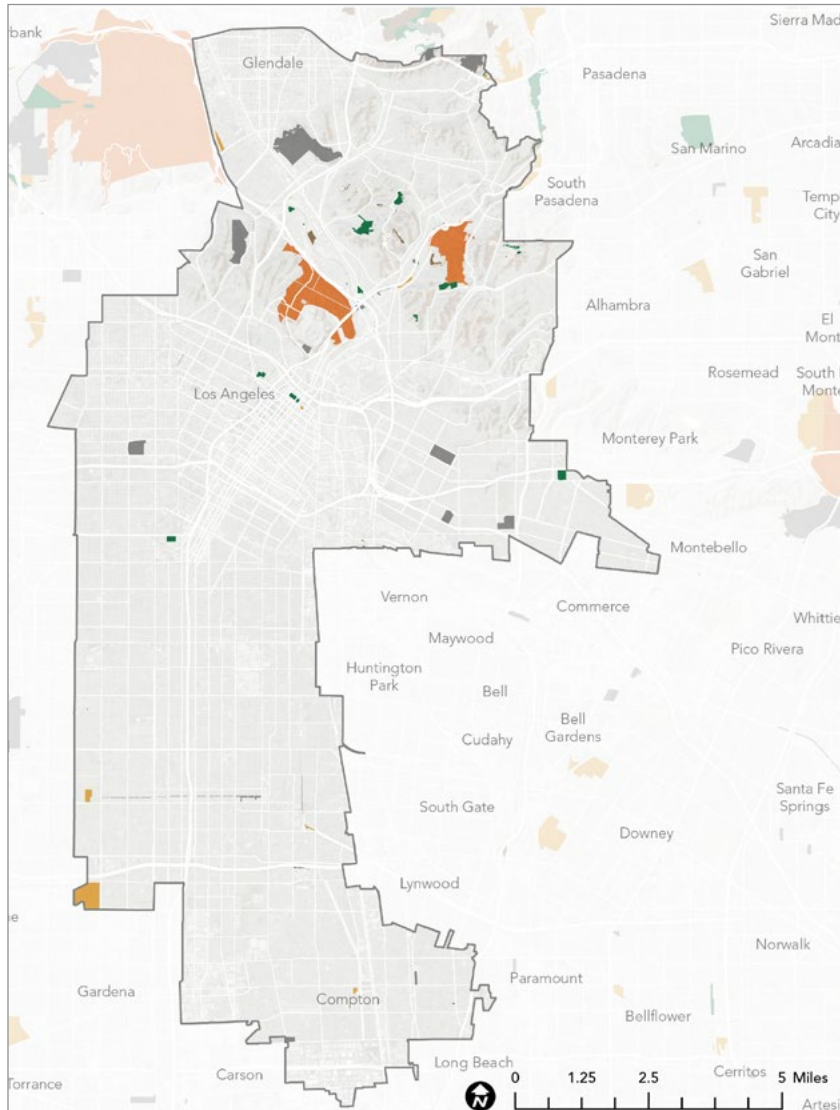 bank
Sierra Mad
Glendale
Pasadena
San Marino
Arcadia
South
Pasadena
Temp
City
San
Gabriel
Alhambra
El
Mont
Rosemead
South
Monte
Los Angeles
Monterey Park
Montebello
Vernon
Commerce
Whittie
Maywood
Pico Rivera
Huntington
Park
Bell
Bell
Gardens
Cudahy
Santa Fe
Springs
South Gate
Downey
Lynwood
e
Norwalk
Gardena
Compton
Paramount
Bellflower
Torrance
Carson
Long Beach
Cerritos
N
0 1.25 2.5 5 Miles
Artesi